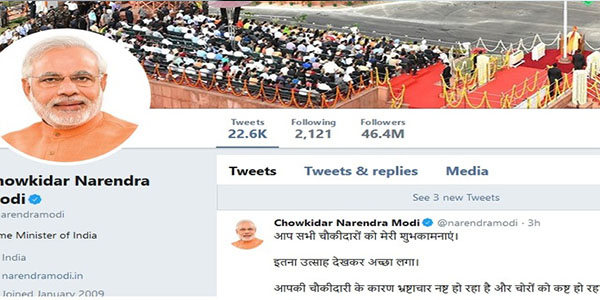 Tweets Following Followers
22.6K 2,121 46.4M
howkidar Narendra
Modi
narendramodi
me Minister of India
India
narendramodi.in
Joined January 2009
Tweets Tweets & replies Media
See 3 new Tweets
Chowkidar Narendra Modi @narendramodi · 3h
आप सभी चौकीदारों को मेरी शुभकामनाएं।
इतना उत्साह देखकर अच्छा लगा।
आपकी चौकीदारी के कारण भ्रष्टाचार नष्ट हो रहा है और चोरों को कष्ट हो रह